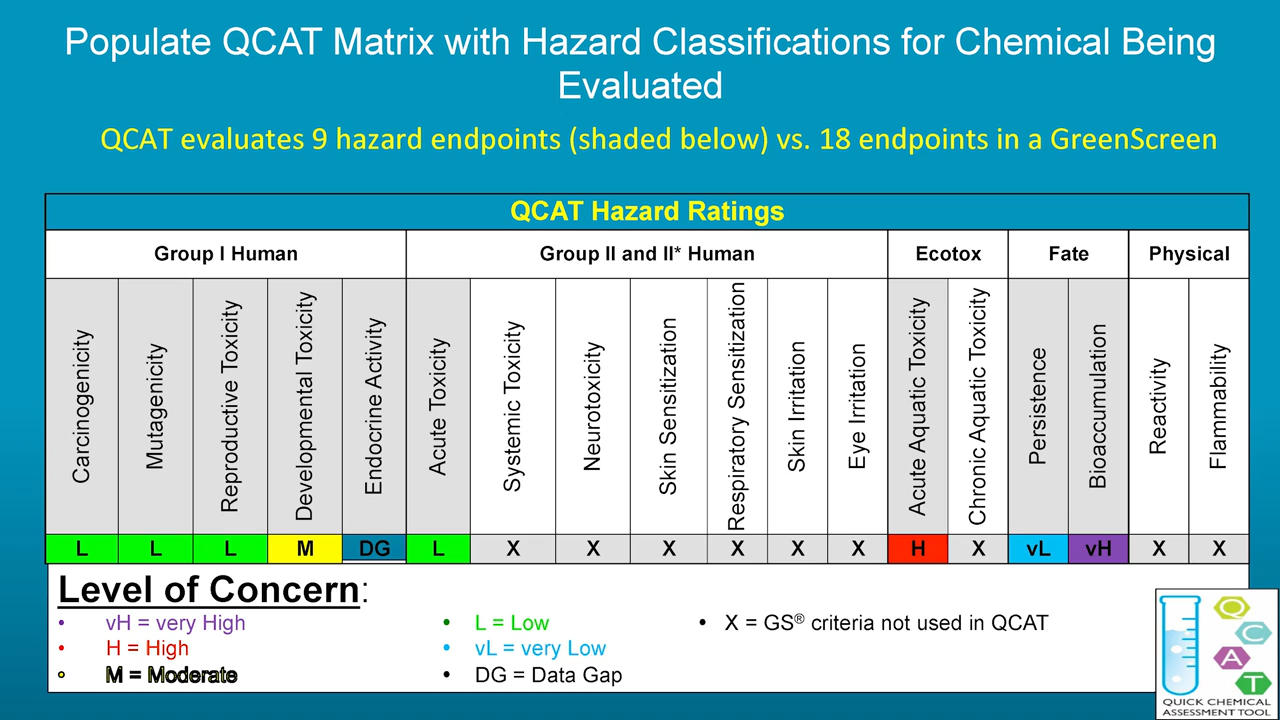 Populate QCAT Matrix with Hazard Classifications for Chemical Being
Evaluated
QCAT evaluates 9 hazard endpoints (shaded below) vs. 18 endpoints in a GreenScreen
QCAT Hazard Ratings
Group I Human
Group II and II* Human
Ecotox
Fate
Physical
Carcinogenicity
Mutagenicity
Reproductive Toxicity
Developmental Toxicity
Endocrine Activity
Acute Toxicity
Systemic Toxicity
Neurotoxicity
Skin Sensitization
Respiratory Sensitization
Skin Irritation
Eye Irritation
Acute Aquatic Toxicity
Chronic Aquatic Toxicity
Persistence
Bioaccumulation
Reactivity
Flammability
L L L M DG L X X X X X X H X vL vH X X
Level of Concern:
• vH = very High
• H = High
• M = Moderate
• L = Low
• vL = very Low
• DG = Data Gap
• X = GS® criteria not used in QCAT
Q
C
A
T
QUICK CHEMICAL
ASSESSMENT TOOL